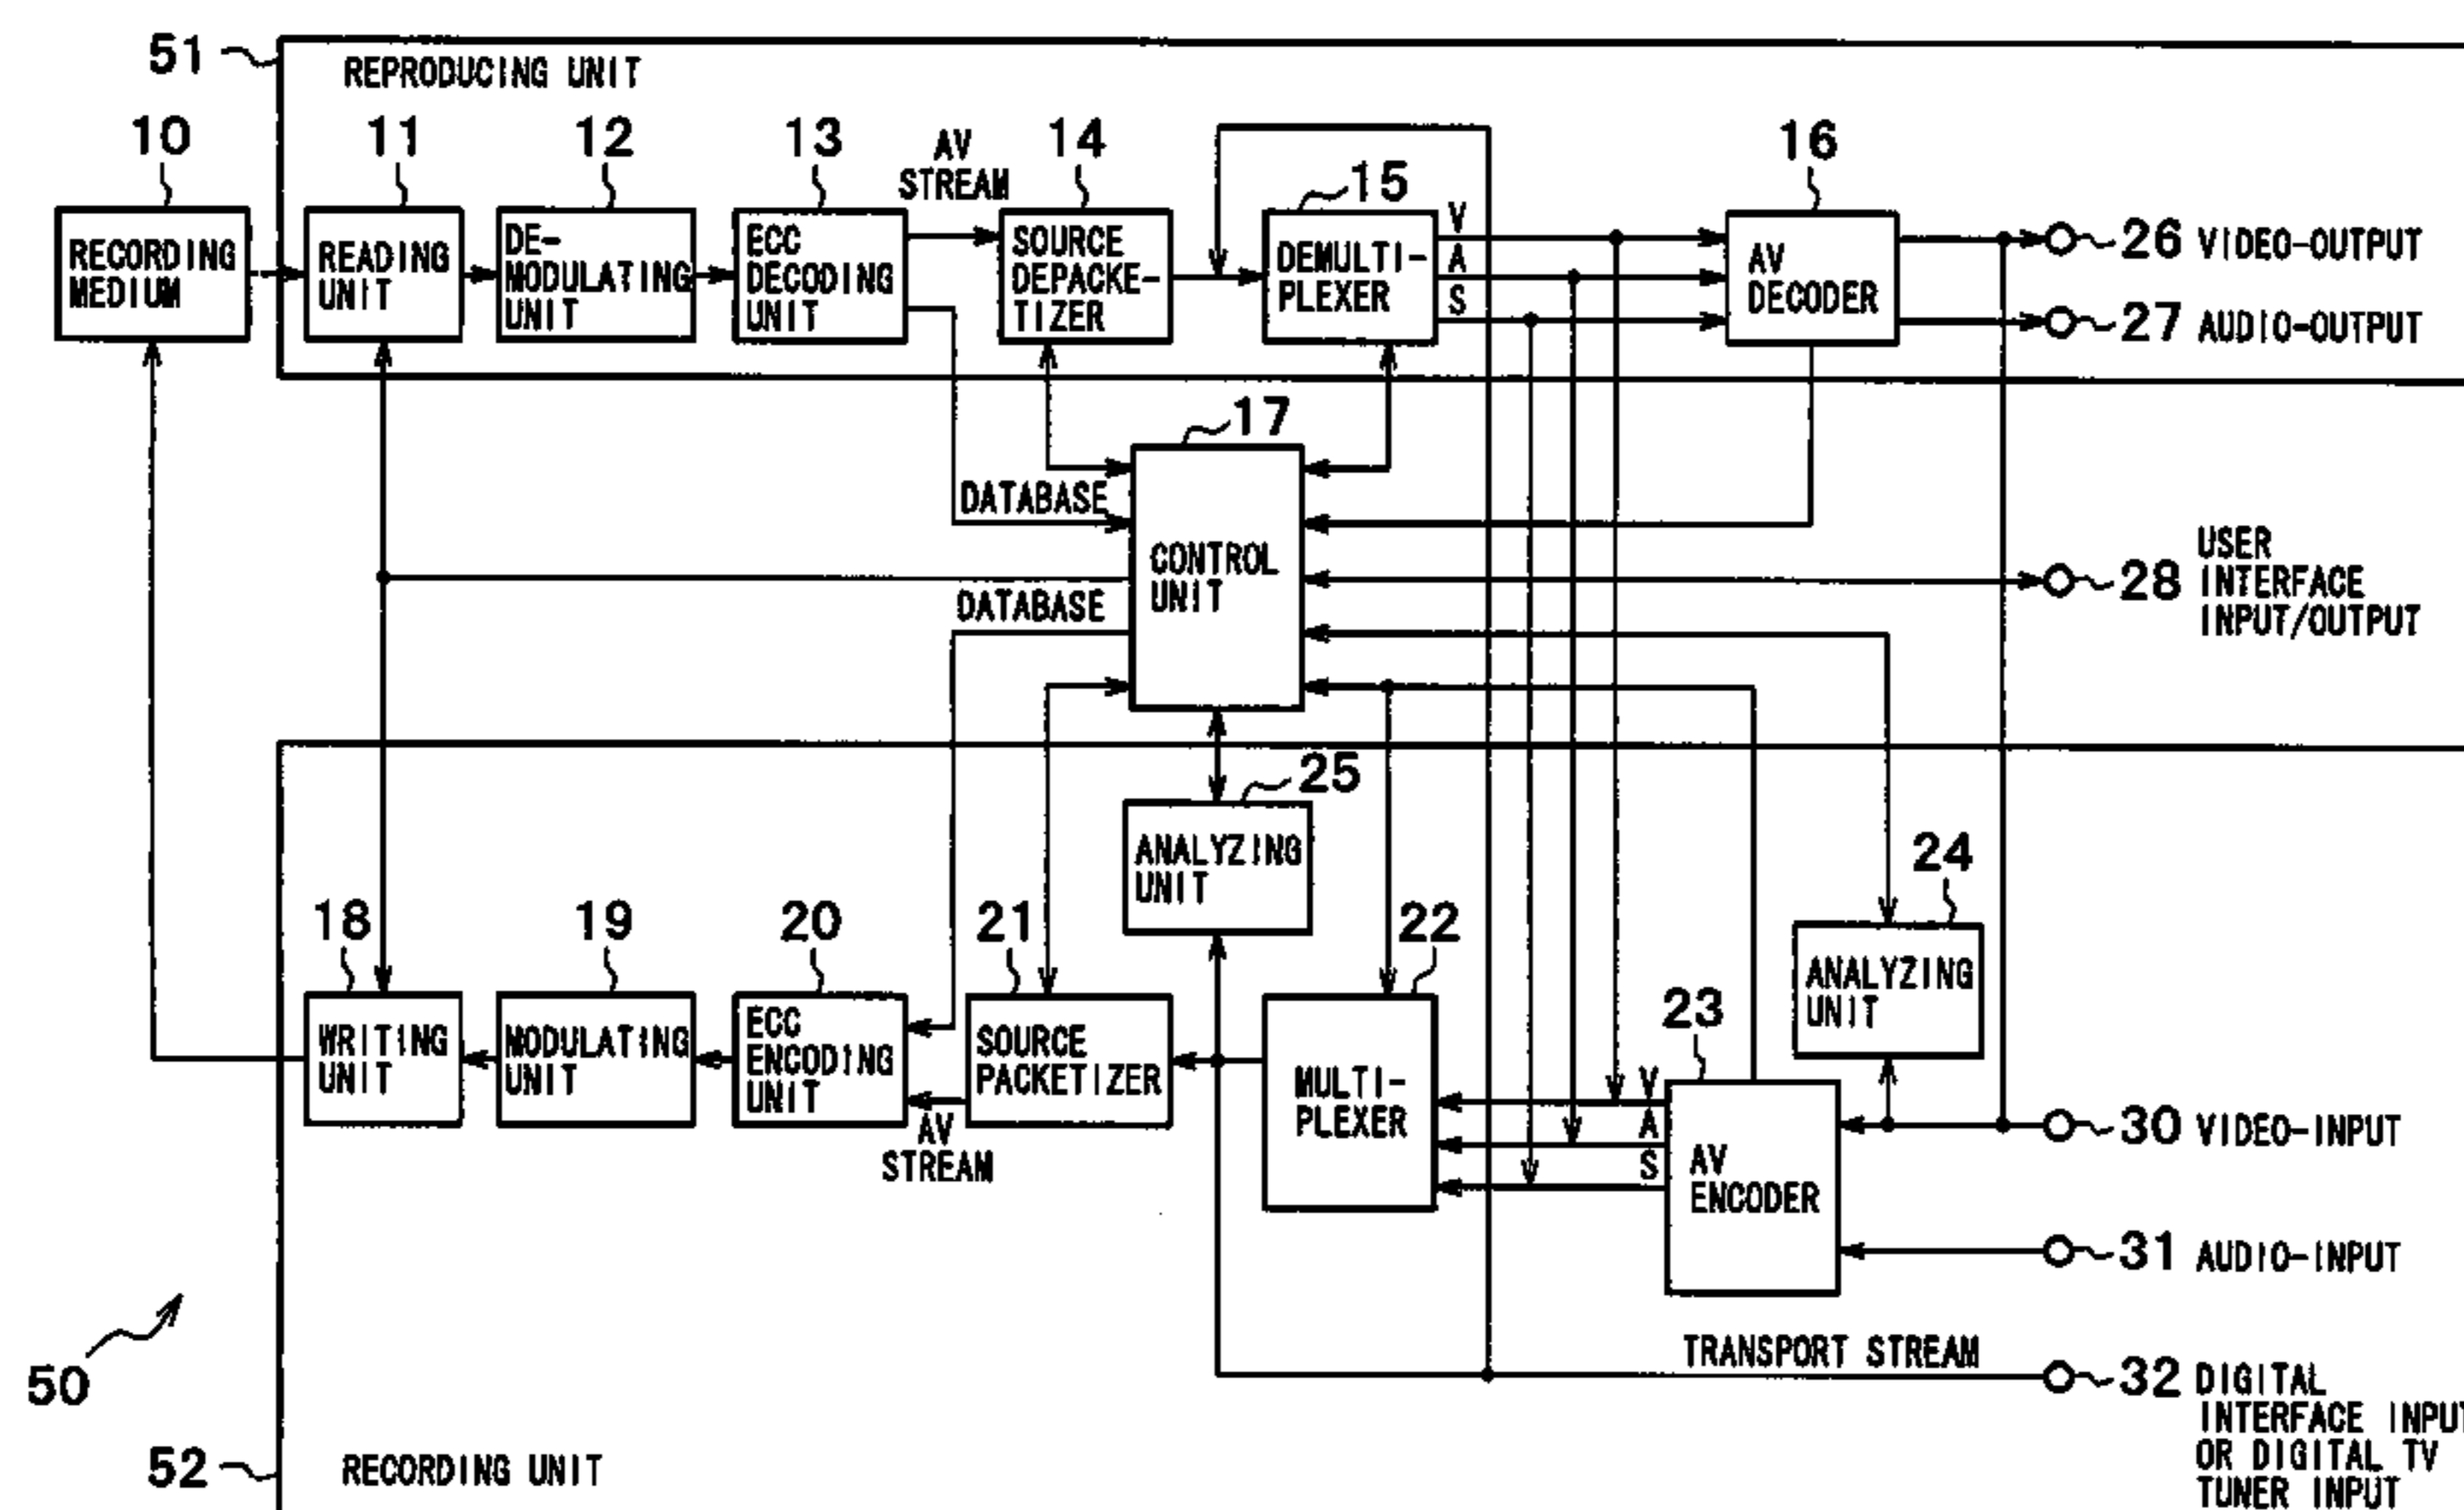 51
REPRODUCING UNIT
10
11
12
13
AV
STREAM
14
15
16
RECORDING
MEDIUM
READING
UNIT
DE-
MODULATING
UNIT
ECC
DECODING
UNIT
SOURCE
DEPACKE-
TIZER
DEMULTI-
PLEXER
V
A
S
AV
DECODER
26 VIDEO-OUTPUT
27 AUDIO-OUTPUT
17
DATABASE
CONTROL
UNIT
DATABASE
28 USER
INTERFACE
INPUT/OUTPUT
25
ANALYZING
UNIT
24
ANALYZING
UNIT
18
19
20
21
22
23
WRITING
UNIT
MODULATING
UNIT
ECC
ENCODING
UNIT
SOURCE
PACKETIZER
AV
STREAM
MULTI-
PLEXER
V
A
S
AV
ENCODER
30 VIDEO-INPUT
31 AUDIO-INPUT
TRANSPORT STREAM
32 DIGITAL
INTERFACE INPUT
OR DIGITAL TV
TUNER INPUT
50
52
RECORDING UNIT